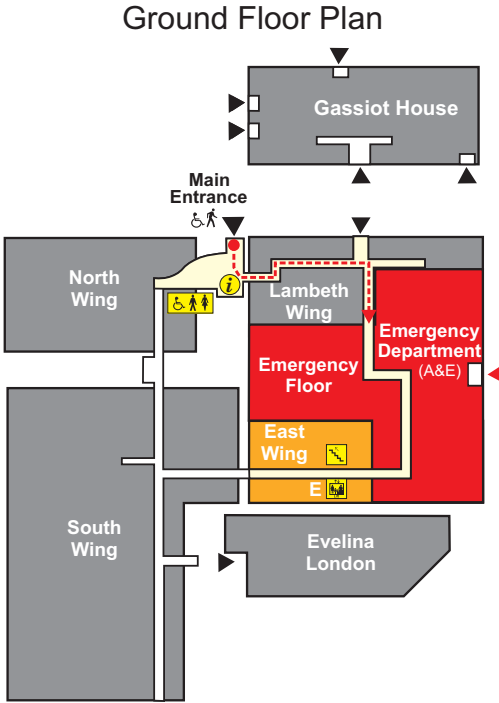 Ground Floor Plan
Gassiot House
Main
Entrance
North
Wing
i
Lambeth
Wing
Emergency
Department
(A&E)
Emergency
Floor
East
Wing
E
South
Wing
Evelina
London